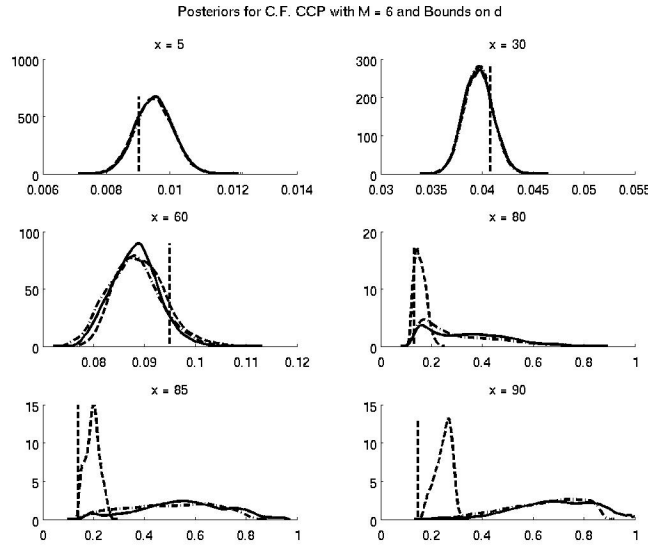 Posteriors for C.F. CCP with M = 6 and Bounds on d
x = 5
1000
500
0
0.006 0.008 0.01 0.012 0.014
x = 30
300
200
100
0
0.03 0.035 0.04 0.045 0.05 0.055
x = 60
100
50
0
0.08 0.09 0.1 0.11 0.12
x = 80
20
10
0
0 0.2 0.4 0.6 0.8 1
x = 85
15
10
5
0
0 0.2 0.4 0.6 0.8 1
x = 90
15
10
5
0
0 0.2 0.4 0.6 0.8 1